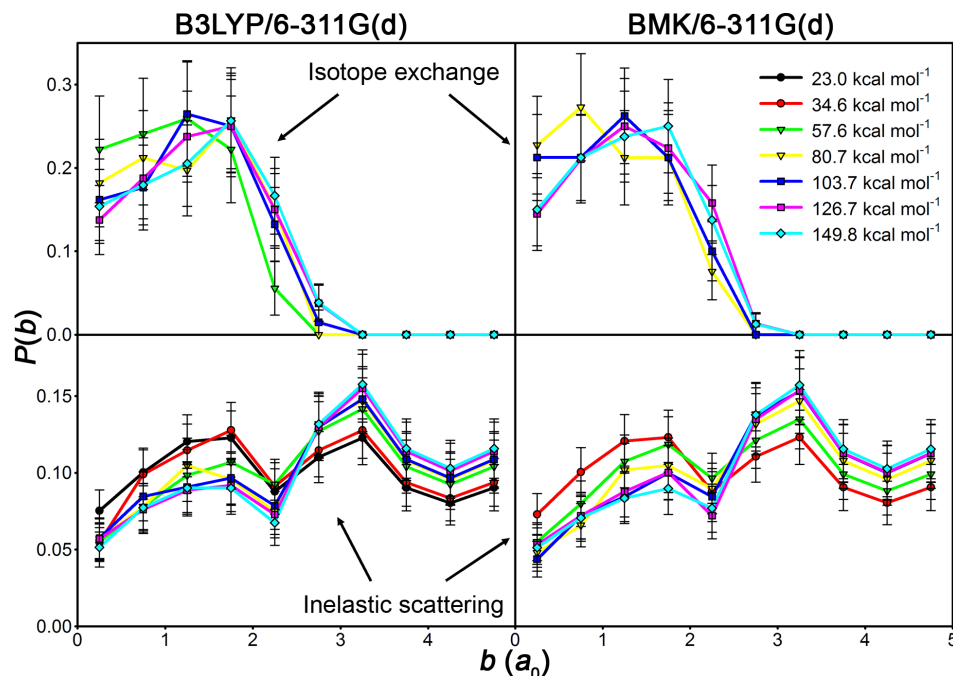 B3LYP/6-311G(d)
BMK/6-311G(d)
Isotope exchange
23.0 kcal mol⁻¹
34.6 kcal mol⁻¹
57.6 kcal mol⁻¹
80.7 kcal mol⁻¹
103.7 kcal mol⁻¹
126.7 kcal mol⁻¹
149.8 kcal mol⁻¹
0.3
0.2
0.1
0.0
P(b)
0.15
0.10
0.05
0.00
Inelastic scattering
0 1 2 3 4 0 1 2 3 4 5
b (a₀)